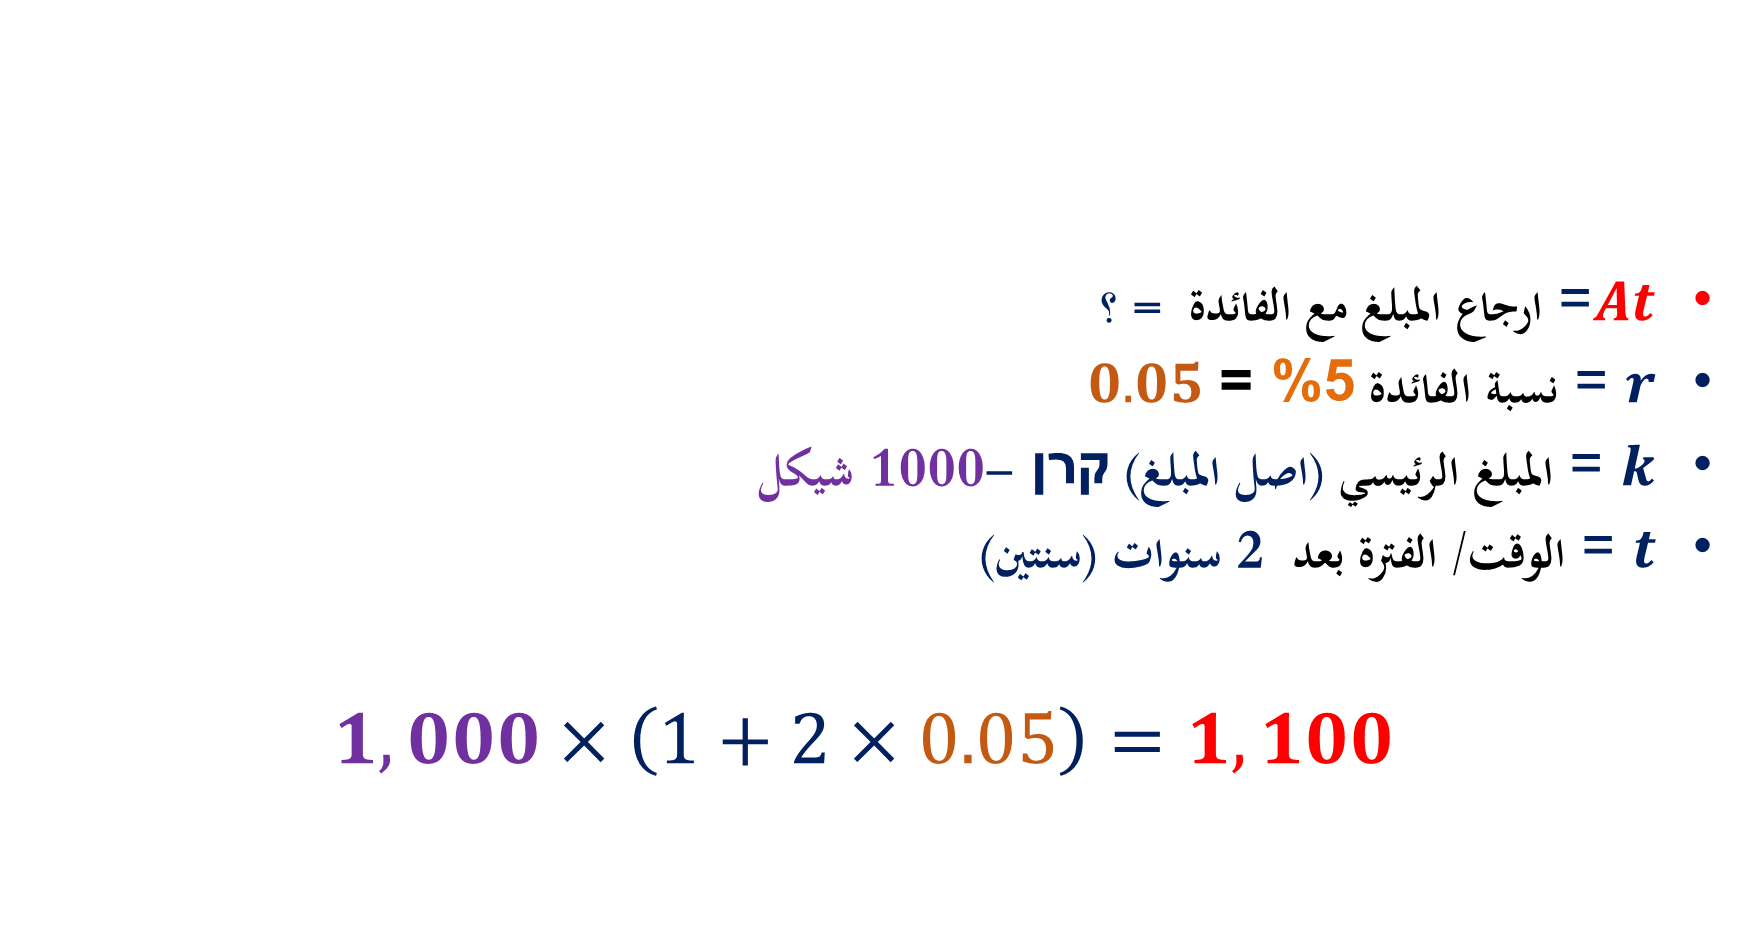 • At= ارجاع المبلغ مع الفائدة = ؟
• r = نسبة الفائدة 5% = 0.05
• k = المبلغ الرئيسي (اصل المبلغ) קרן –1000 شيكل
• t = الوقت/ الفترة بعد 2 سنوات (سنتين)
1,000 × (1 + 2 × 0.05) = 1,100